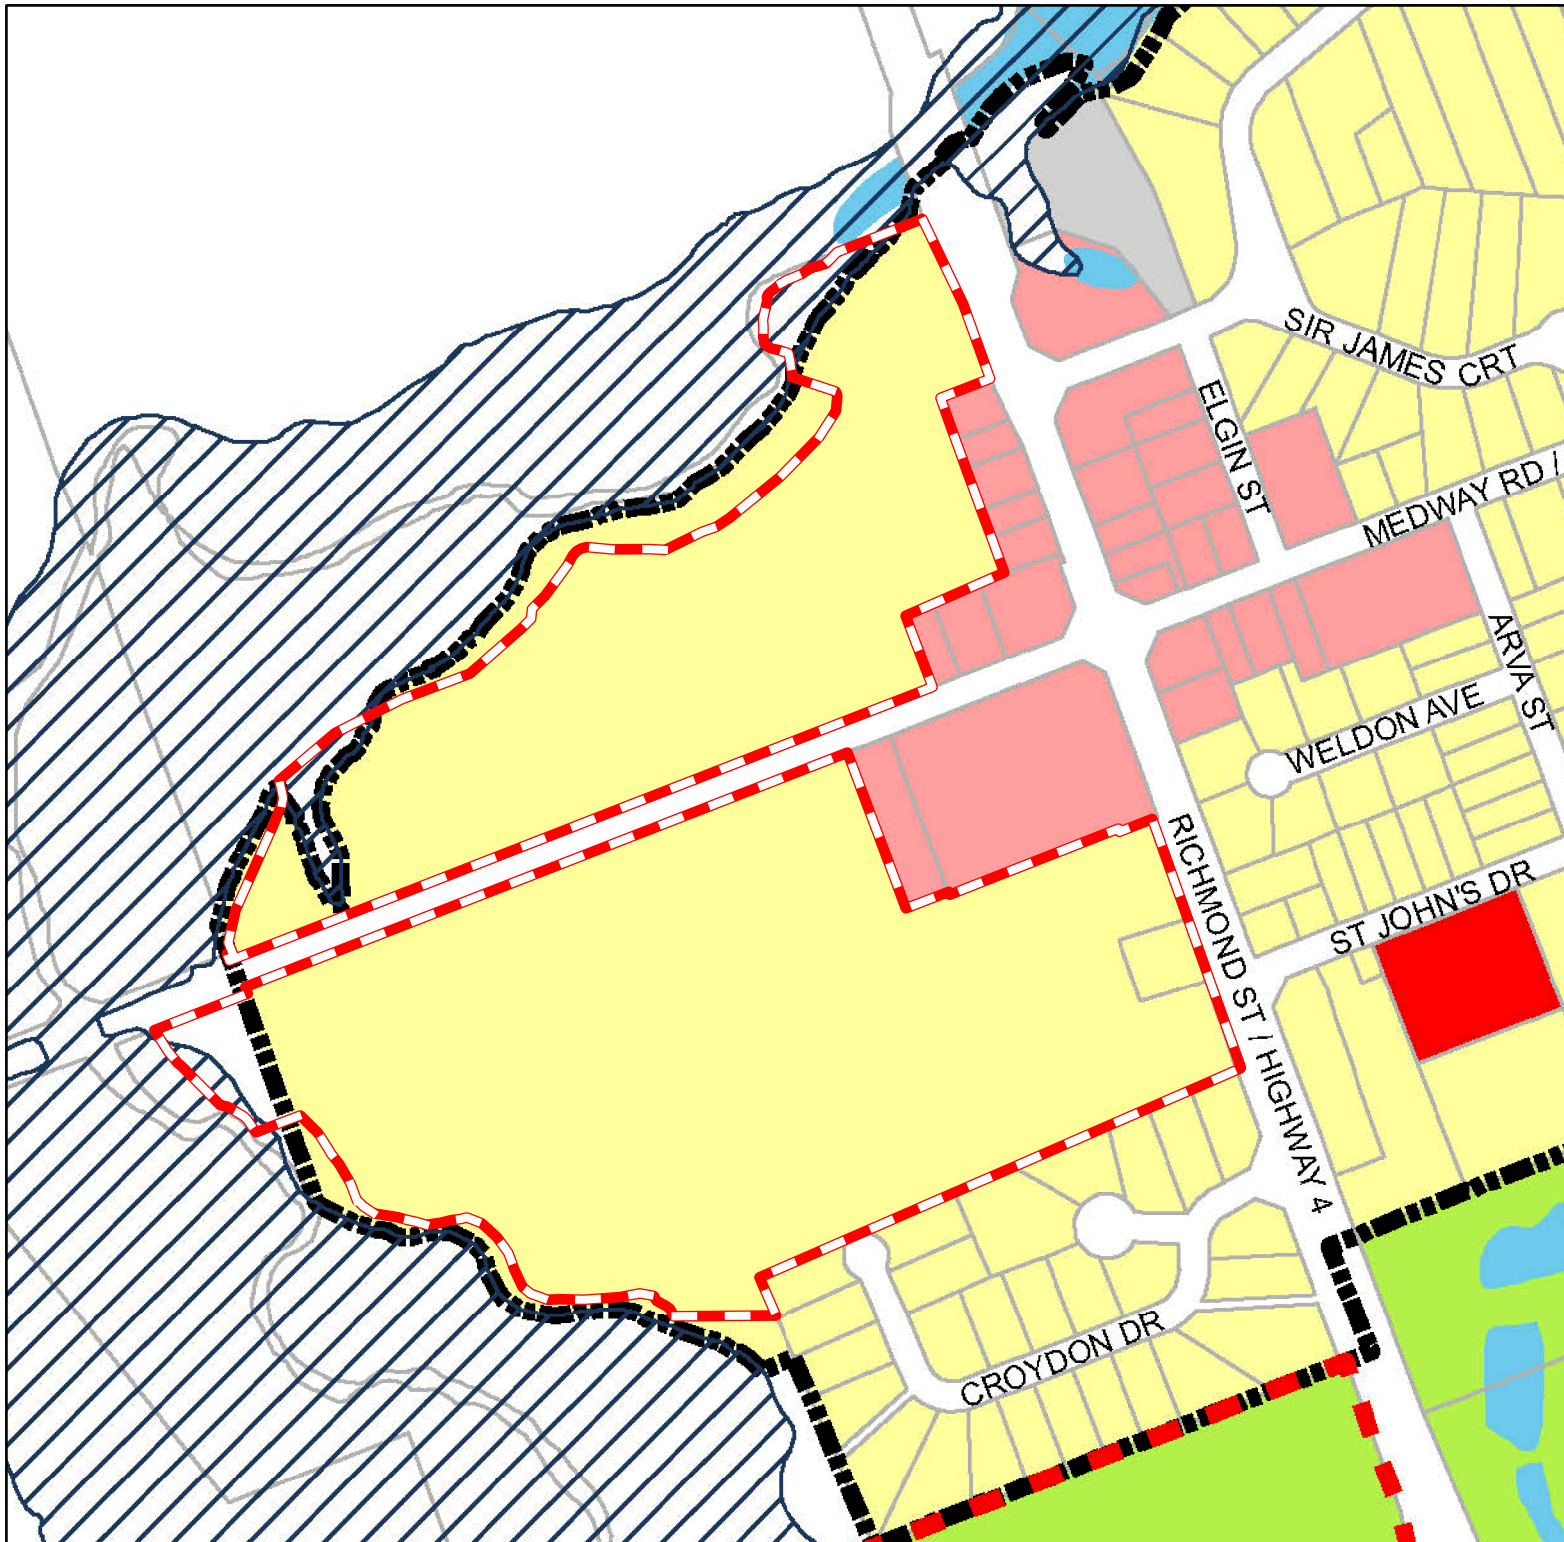 SIR JAMES CRT
ELGIN ST
MEDWAY RD /
ARVA ST
WELDON AVE
RICHMOND ST / HIGHWAY 4
ST JOHN'S DR
CROYDON DR